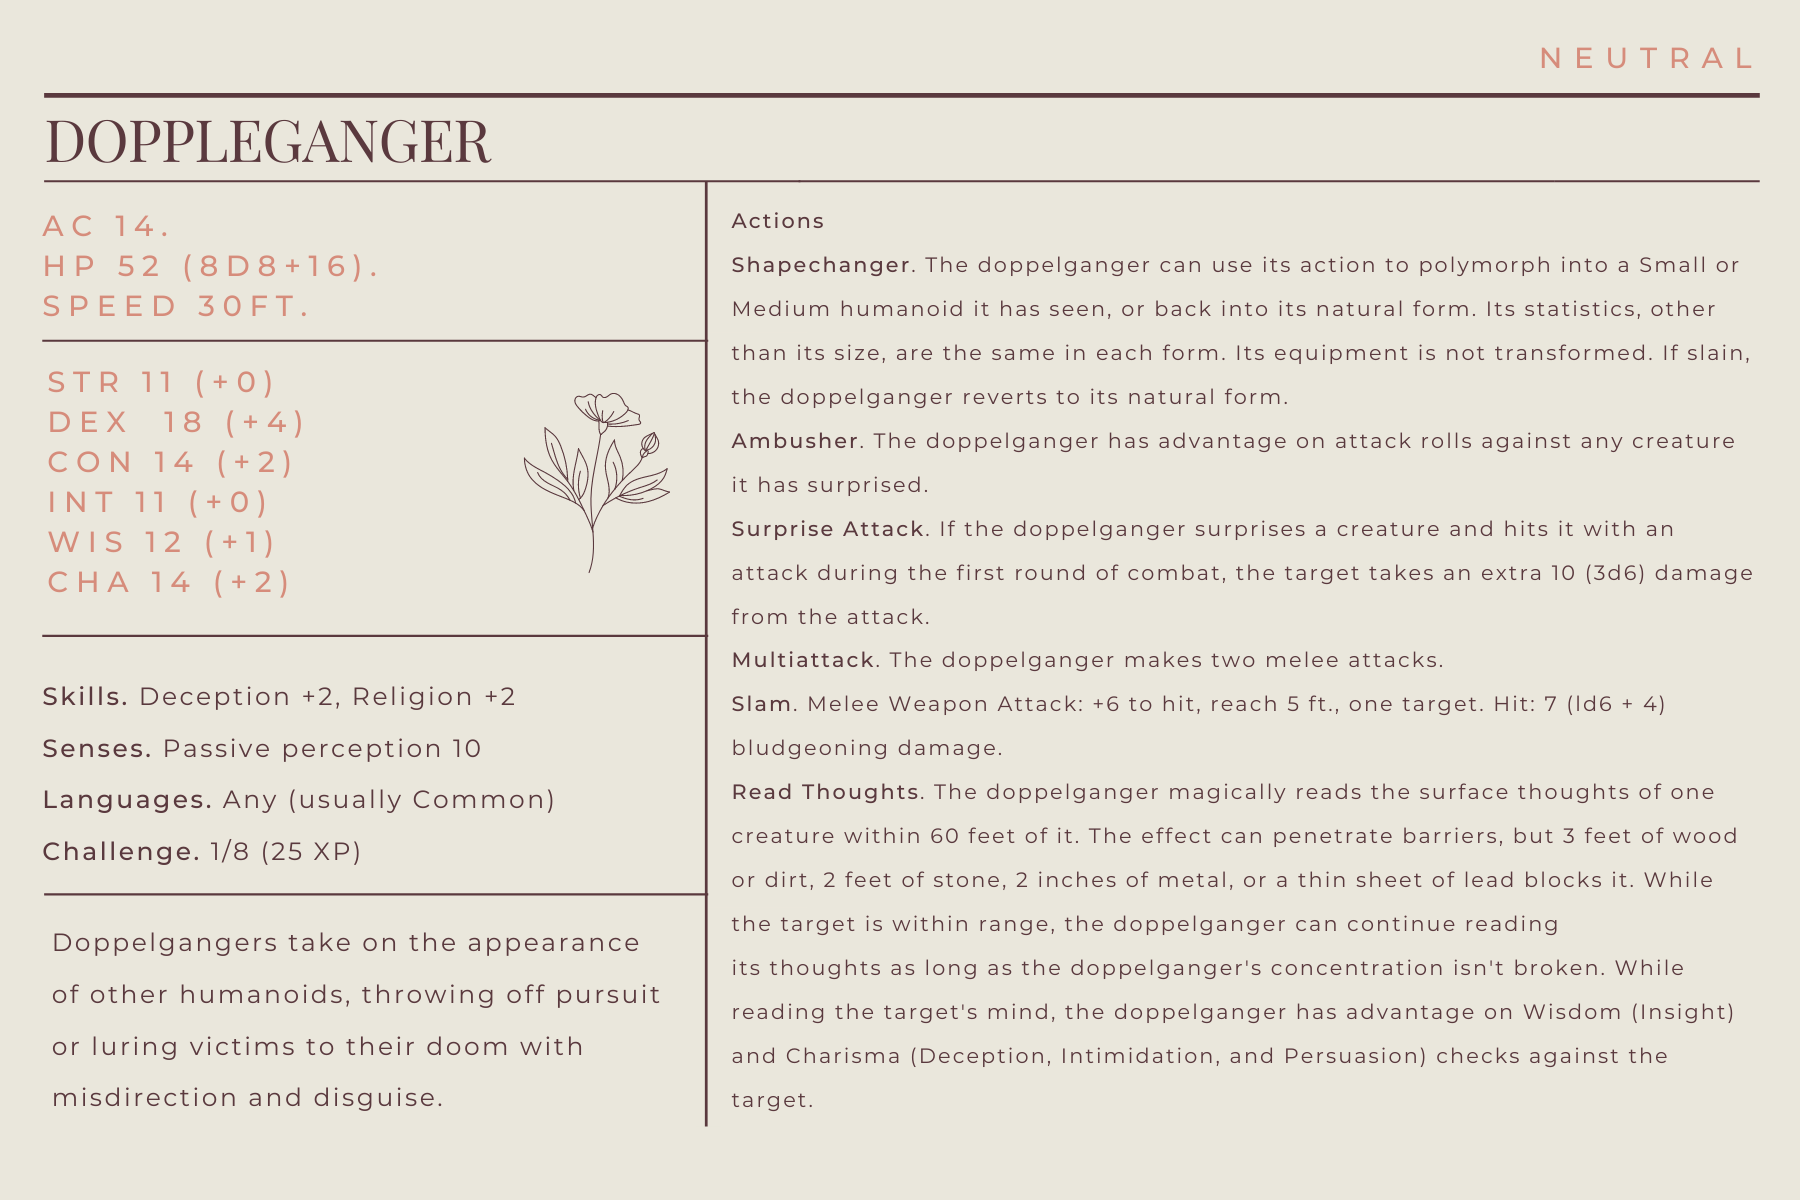 NEUTRAL
DOPPLEGANGER
AC 14.
HP 52 (8D8+16).
SPEED 30FT.
STR 11 (+0)
DEX 18 (+4)
CON 14 (+2)
INT 11 (+0)
WIS 12 (+1)
CHA 14 (+2)
Skills. Deception +2, Religion +2
Senses. Passive perception 10
Languages. Any (usually Common)
Challenge. 1/8 (25 XP)
Doppelgangers take on the appearance
of other humanoids, throwing off pursuit
or luring victims to their doom with
misdirection and disguise.
Actions
Shapechanger. The doppelganger can use its action to polymorph into a Small or
Medium humanoid it has seen, or back into its natural form. Its statistics, other
than its size, are the same in each form. Its equipment is not transformed. If slain,
the doppelganger reverts to its natural form.
Ambusher. The doppelganger has advantage on attack rolls against any creature
it has surprised.
Surprise Attack. If the doppelganger surprises a creature and hits it with an
attack during the first round of combat, the target takes an extra 10 (3d6) damage
from the attack.
Multiattack. The doppelganger makes two melee attacks.
Slam. Melee Weapon Attack: +6 to hit, reach 5 ft., one target. Hit: 7 (ld6 + 4)
bludgeoning damage.
Read Thoughts. The doppelganger magically reads the surface thoughts of one
creature within 60 feet of it. The effect can penetrate barriers, but 3 feet of wood
or dirt, 2 feet of stone, 2 inches of metal, or a thin sheet of lead blocks it. While
the target is within range, the doppelganger can continue reading
its thoughts as long as the doppelganger's concentration isn't broken. While
reading the target's mind, the doppelganger has advantage on Wisdom (Insight)
and Charisma (Deception, Intimidation, and Persuasion) checks against the
target.